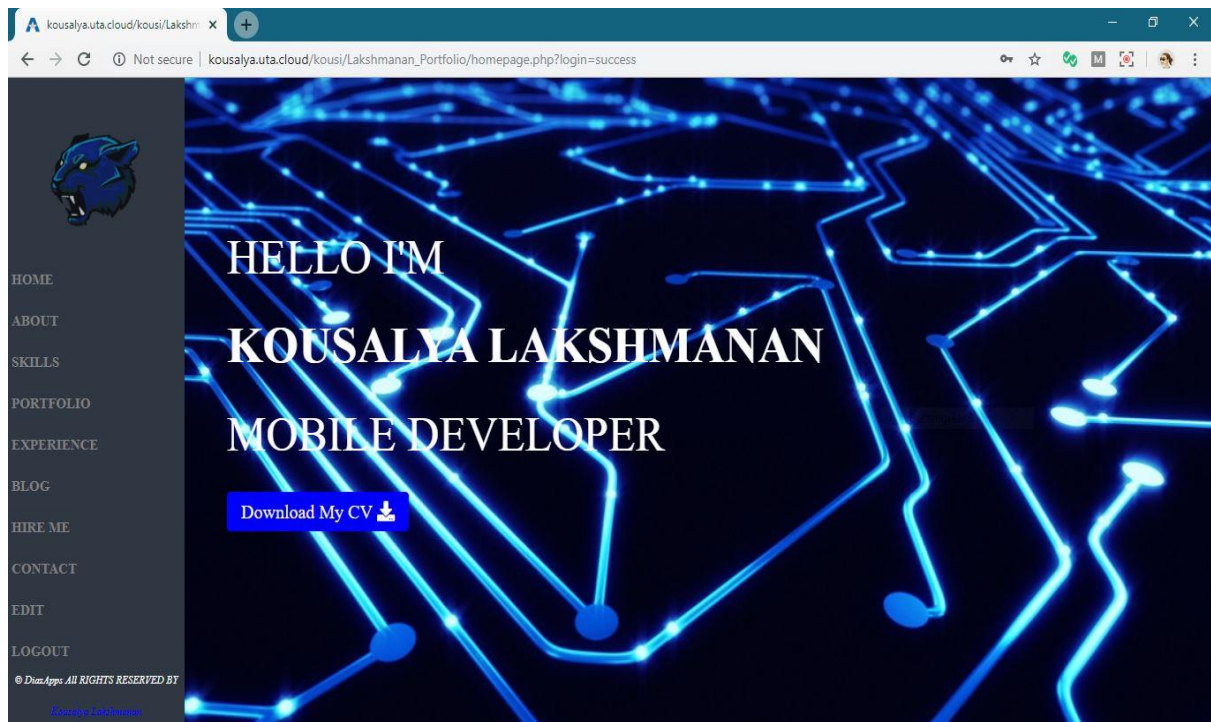 kousalya.uta.cloud/kousi/Lakshm
Not secure | kousalya.uta.cloud/kousi/Lakshmanan_Portfolio/homepage.php?login=success
M
HOME
ABOUT
SKILLS
PORTFOLIO
EXPERIENCE
BLOG
HIRE ME
CONTACT
EDIT
LOGOUT
© DiazApps All RIGHTS RESERVED BY
Kousalya Lakshmanan
HELLO I'M
KOUSALYA LAKSHMANAN
MOBILE DEVELOPER
Download My CV